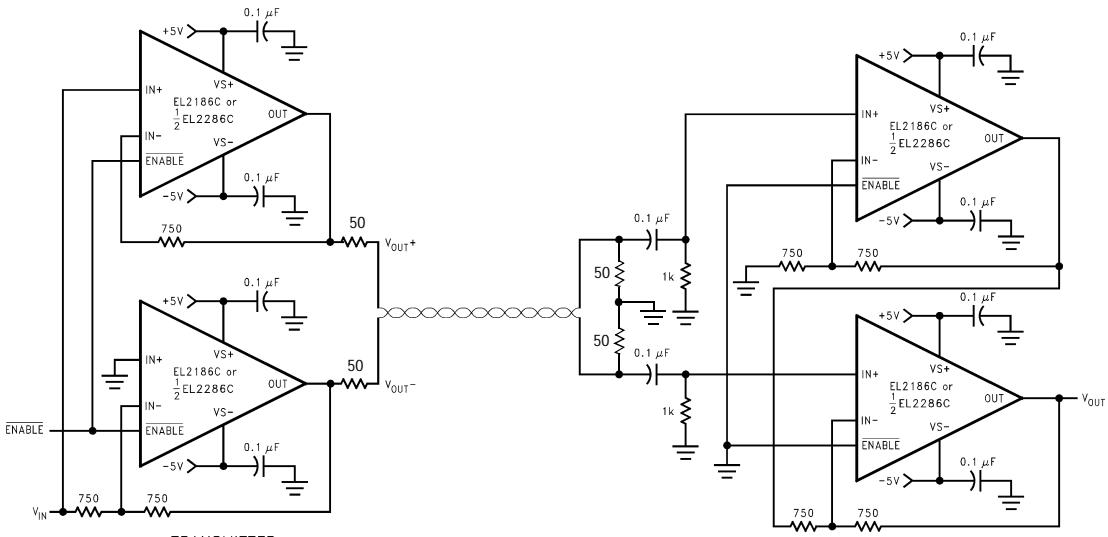 0.1 µF
+5V
VS+
IN+
EL2186C or
1/2 EL2286C
OUT
IN-
VS-
ENABLE
0.1 µF
-5V
750
50
VOUT+
0.1 µF
+5V
VS+
IN+
EL2186C or
1/2 EL2286C
OUT
IN-
VS-
ENABLE
ENABLE
0.1 µF
-5V
50
VOUT-
VIN
750
750
0.1 µF
50
1k
50
0.1 µF
1k
0.1 µF
+5V
VS+
IN+
EL2186C or
1/2 EL2286C
OUT
IN-
VS-
ENABLE
0.1 µF
-5V
750
750
0.1 µF
+5V
VS+
IN+
EL2186C or
1/2 EL2286C
OUT
VOUT
IN-
VS-
ENABLE
0.1 µF
-5V
750
750